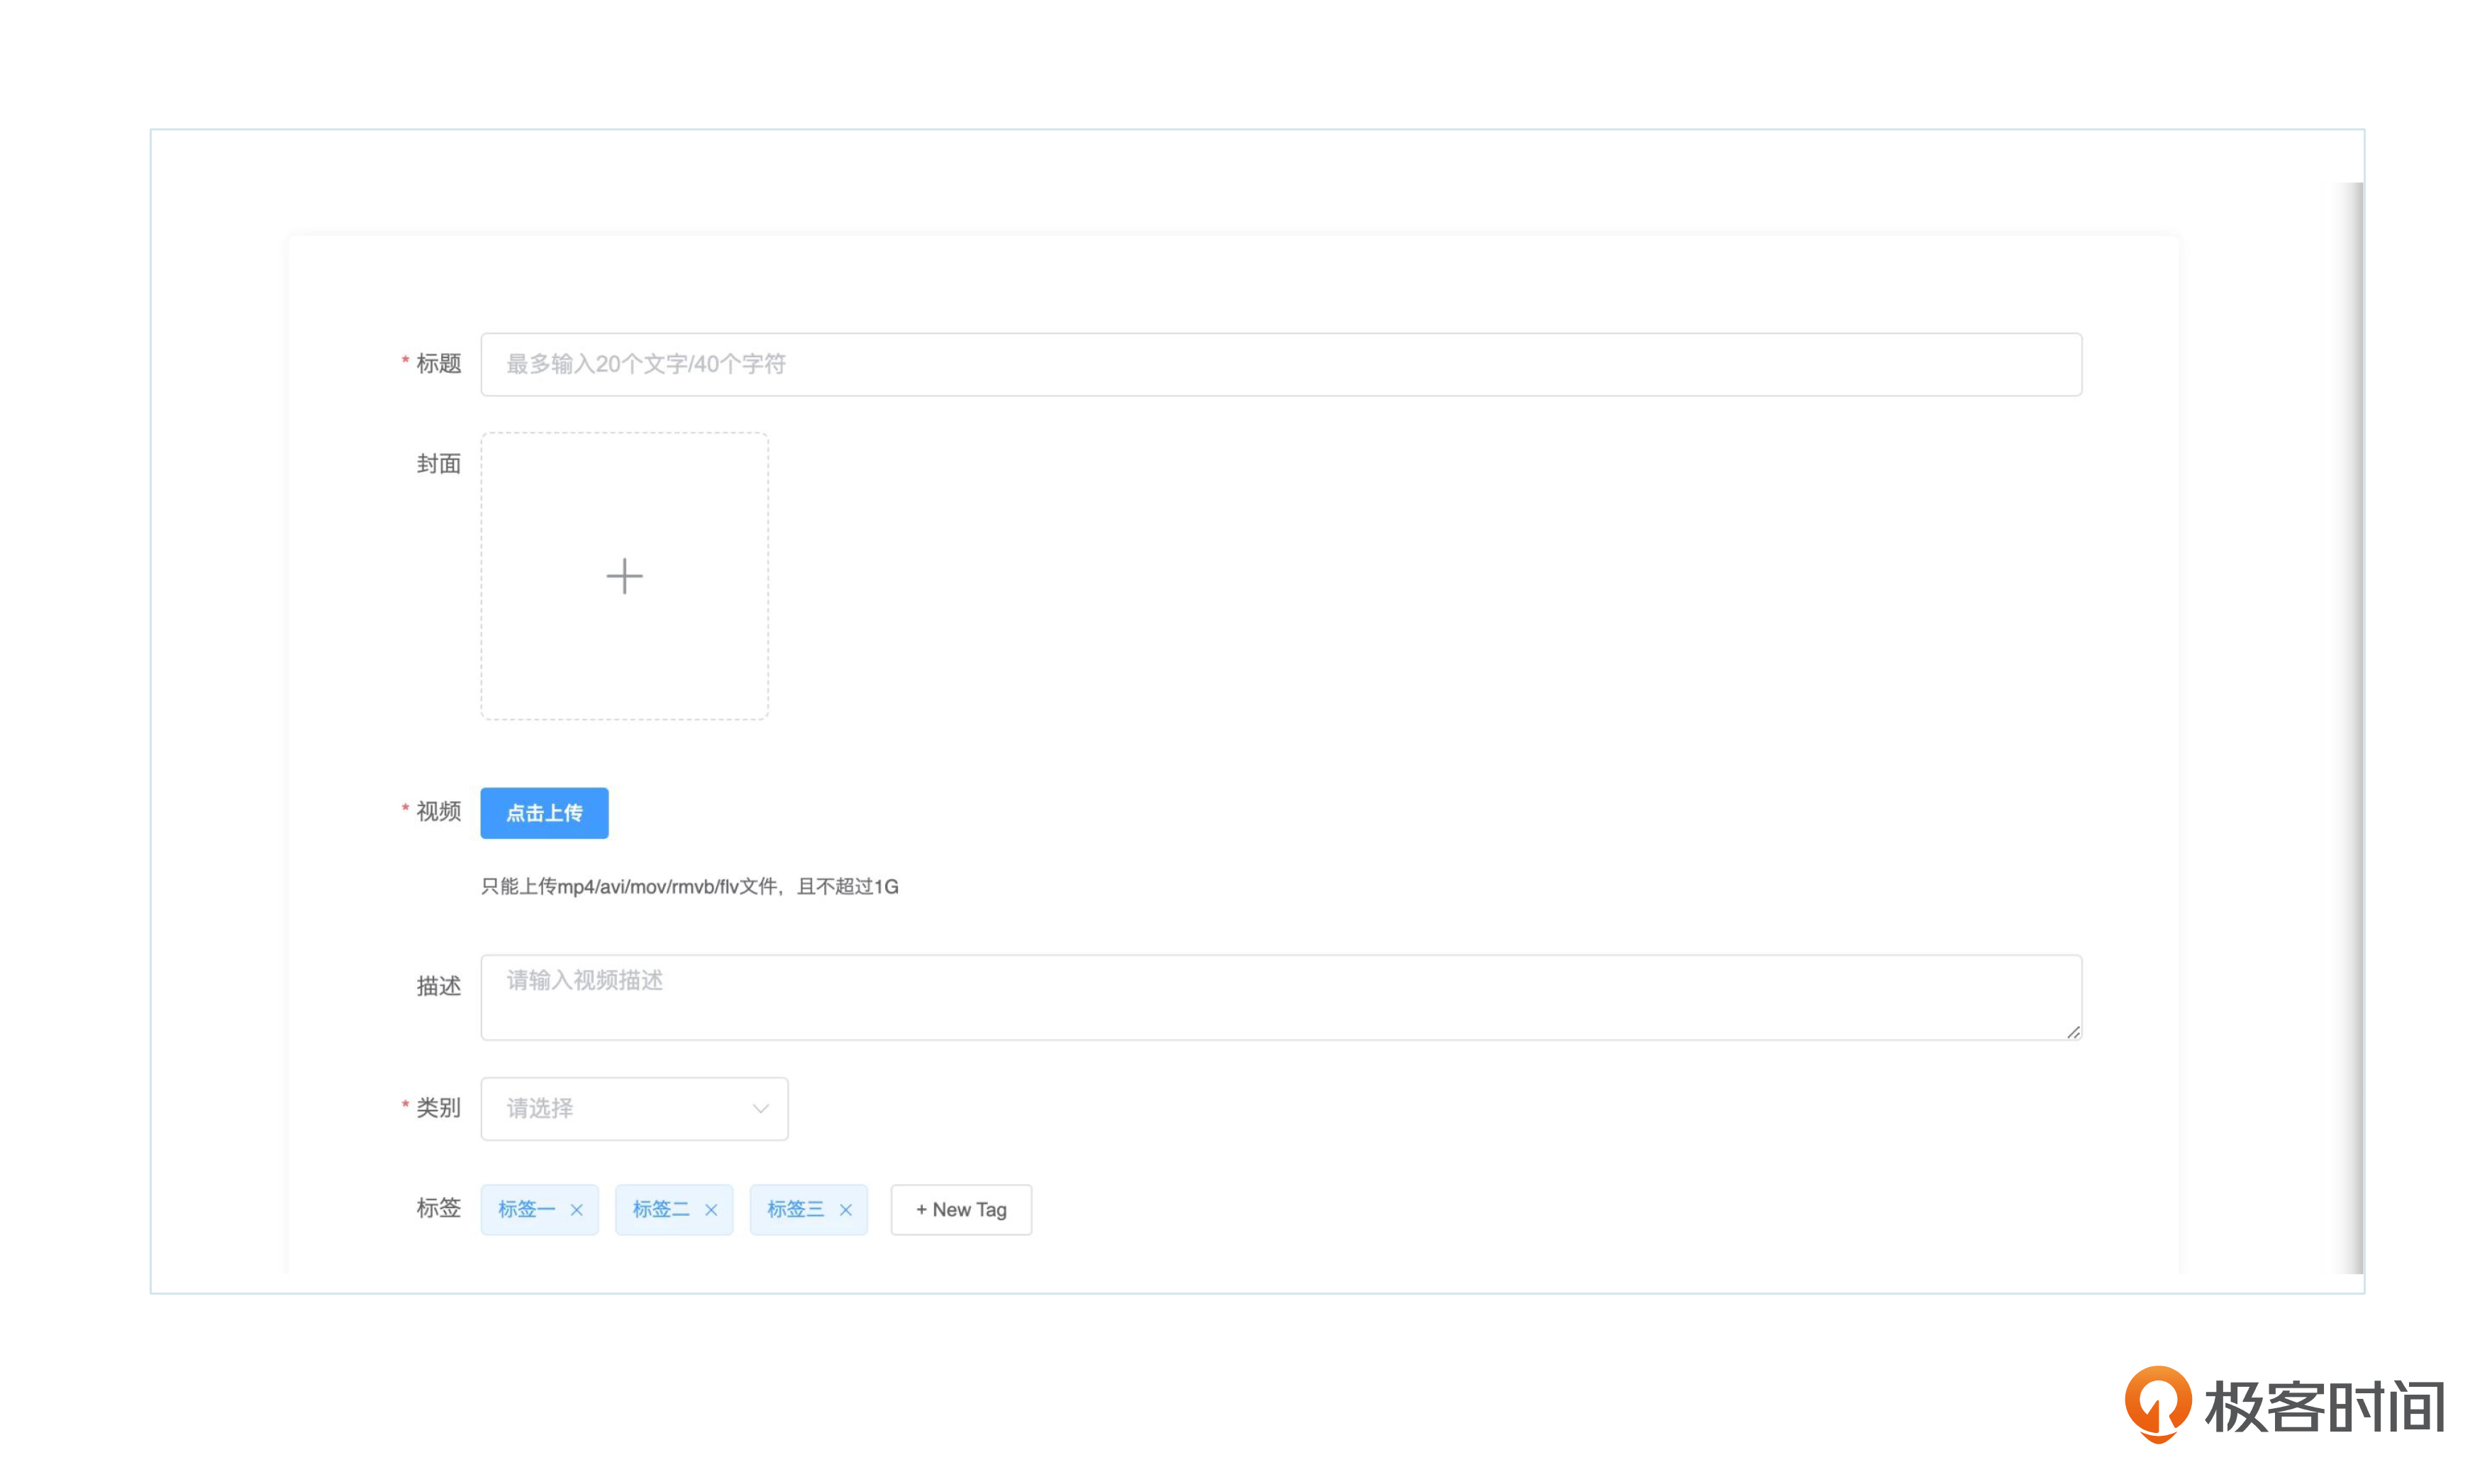 * 标题 最多输入20个文字/40个字符
封面
* 视频 点击上传
只能上传mp4/avi/mov/rmvb/flv文件，且不超过1G
描述 请输入视频描述
* 类别 请选择
标签 标签一 × 标签二 × 标签三 × + New Tag
极客时间